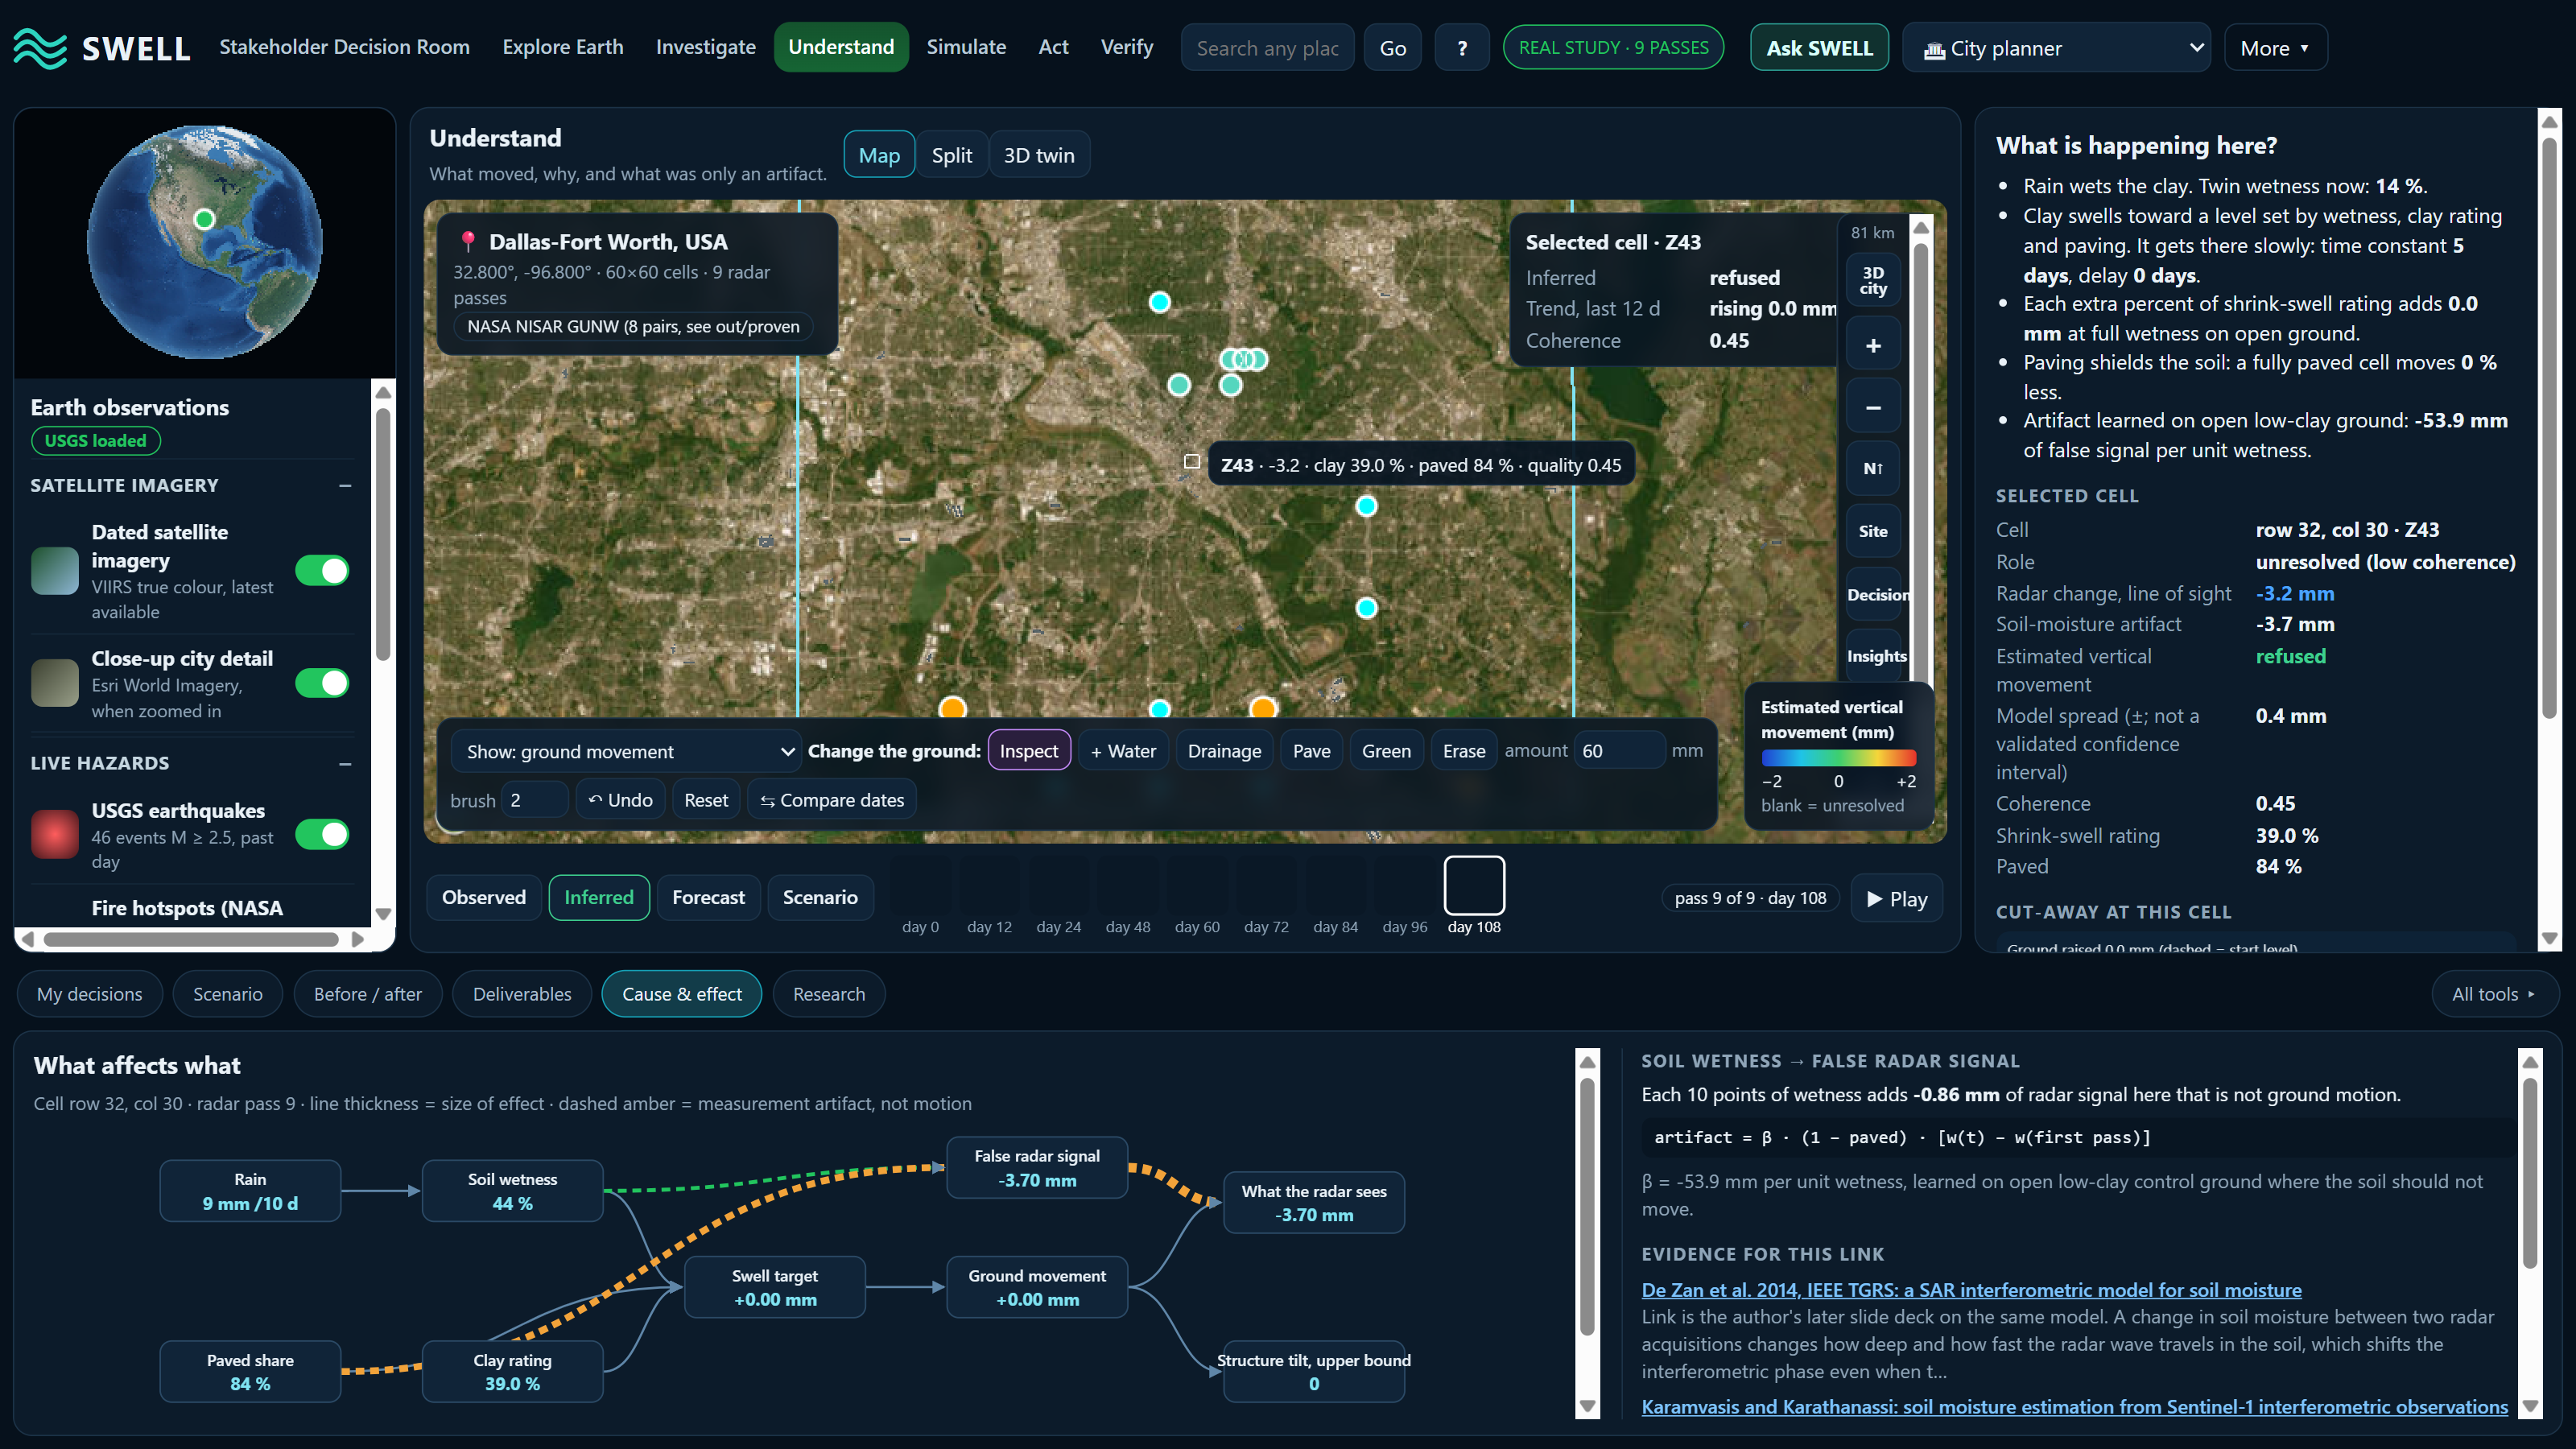 SWELL
Stakeholder Decision Room
Explore Earth
Investigate
Understand
Simulate
Act
Verify
Search any plac
Go
?
REAL STUDY · 9 PASSES
Ask SWELL
City planner
More ▾
Earth observations
USGS loaded
SATELLITE IMAGERY
–
Dated satellite
imagery
VIIRS true colour, latest
available
Close-up city detail
Esri World Imagery,
when zoomed in
LIVE HAZARDS
–
USGS earthquakes
46 events M ≥ 2.5, past
day
Fire hotspots (NASA
Understand
What moved, why, and what was only an artifact.
Map
Split
3D twin
Dallas-Fort Worth, USA
32.800°, -96.800° · 60×60 cells · 9 radar
passes
NASA NISAR GUNW (8 pairs, see out/proven
Selected cell · Z43
Inferred refused
Trend, last 12 d rising 0.0 mm
Coherence 0.45
81 km
3D
city
+
–
N↑
Site
Decision
Insights
Z43 · -3.2 · clay 39.0 % · paved 84 % · quality 0.45
Show: ground movement
Change the ground:
Inspect
+ Water
Drainage
Pave
Green
Erase
amount 60 mm
brush 2
↶ Undo
Reset
⇆ Compare dates
Estimated vertical
movement (mm)
−2 0 +2
blank = unresolved
Observed
Inferred
Forecast
Scenario
day 0
day 12
day 24
day 48
day 60
day 72
day 84
day 96
day 108
pass 9 of 9 · day 108
▶ Play
What is happening here?
• Rain wets the clay. Twin wetness now: 14 %.
• Clay swells toward a level set by wetness, clay rating
and paving. It gets there slowly: time constant 5
days, delay 0 days.
• Each extra percent of shrink-swell rating adds 0.0
mm at full wetness on open ground.
• Paving shields the soil: a fully paved cell moves 0 %
less.
• Artifact learned on open low-clay ground: -53.9 mm
of false signal per unit wetness.
SELECTED CELL
Cell row 32, col 30 · Z43
Role unresolved (low coherence)
Radar change, line of sight -3.2 mm
Soil-moisture artifact -3.7 mm
Estimated vertical refused
movement
Model spread (±; not a 0.4 mm
validated confidence
interval)
Coherence 0.45
Shrink-swell rating 39.0 %
Paved 84 %
CUT-AWAY AT THIS CELL
Ground raised 0.0 mm (dashed = start level)
My decisions
Scenario
Before / after
Deliverables
Cause & effect
Research
All tools ▸
What affects what
Cell row 32, col 30 · radar pass 9 · line thickness = size of effect · dashed amber = measurement artifact, not motion
Rain
9 mm /10 d
Soil wetness
44 %
False radar signal
-3.70 mm
What the radar sees
-3.70 mm
Swell target
+0.00 mm
Ground movement
+0.00 mm
Paved share
84 %
Clay rating
39.0 %
Structure tilt, upper bound
0
SOIL WETNESS → FALSE RADAR SIGNAL
Each 10 points of wetness adds -0.86 mm of radar signal here that is not ground motion.
artifact = β · (1 − paved) · [w(t) − w(first pass)]
β = -53.9 mm per unit wetness, learned on open low-clay control ground where the soil should not
move.
EVIDENCE FOR THIS LINK
De Zan et al. 2014, IEEE TGRS: a SAR interferometric model for soil moisture
Link is the author's later slide deck on the same model. A change in soil moisture between two radar
acquisitions changes how deep and how fast the radar wave travels in the soil, which shifts the
interferometric phase even when t…
Karamvasis and Karathanassi: soil moisture estimation from Sentinel-1 interferometric observations